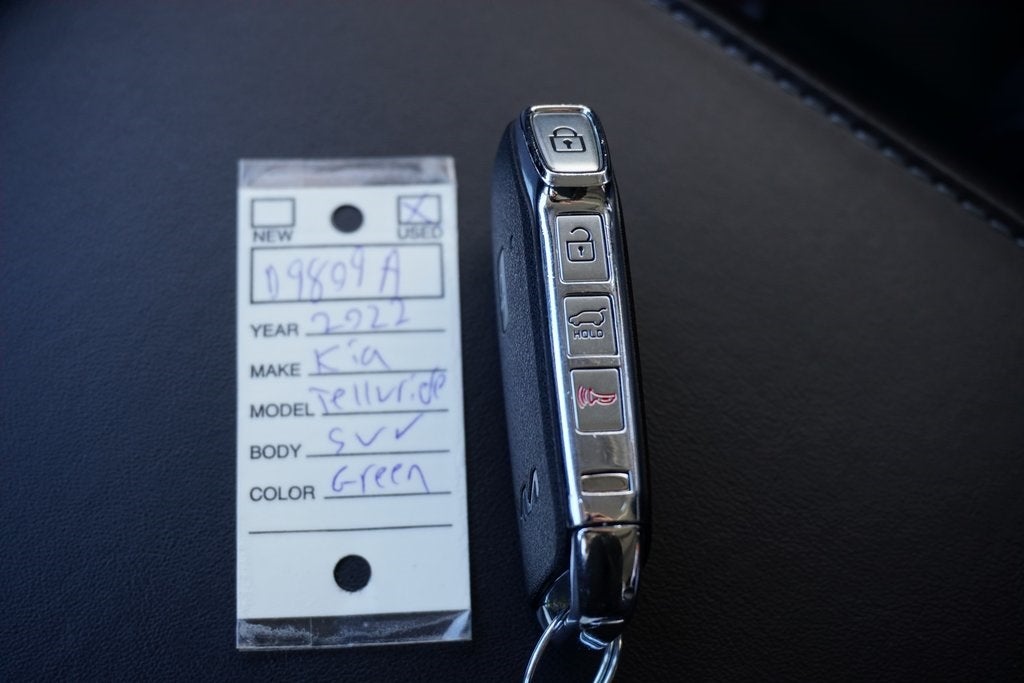 NEW USED
D9809A
YEAR 2022
MAKE Kia
MODEL Telluride
BODY SUV
COLOR Green
HOLD